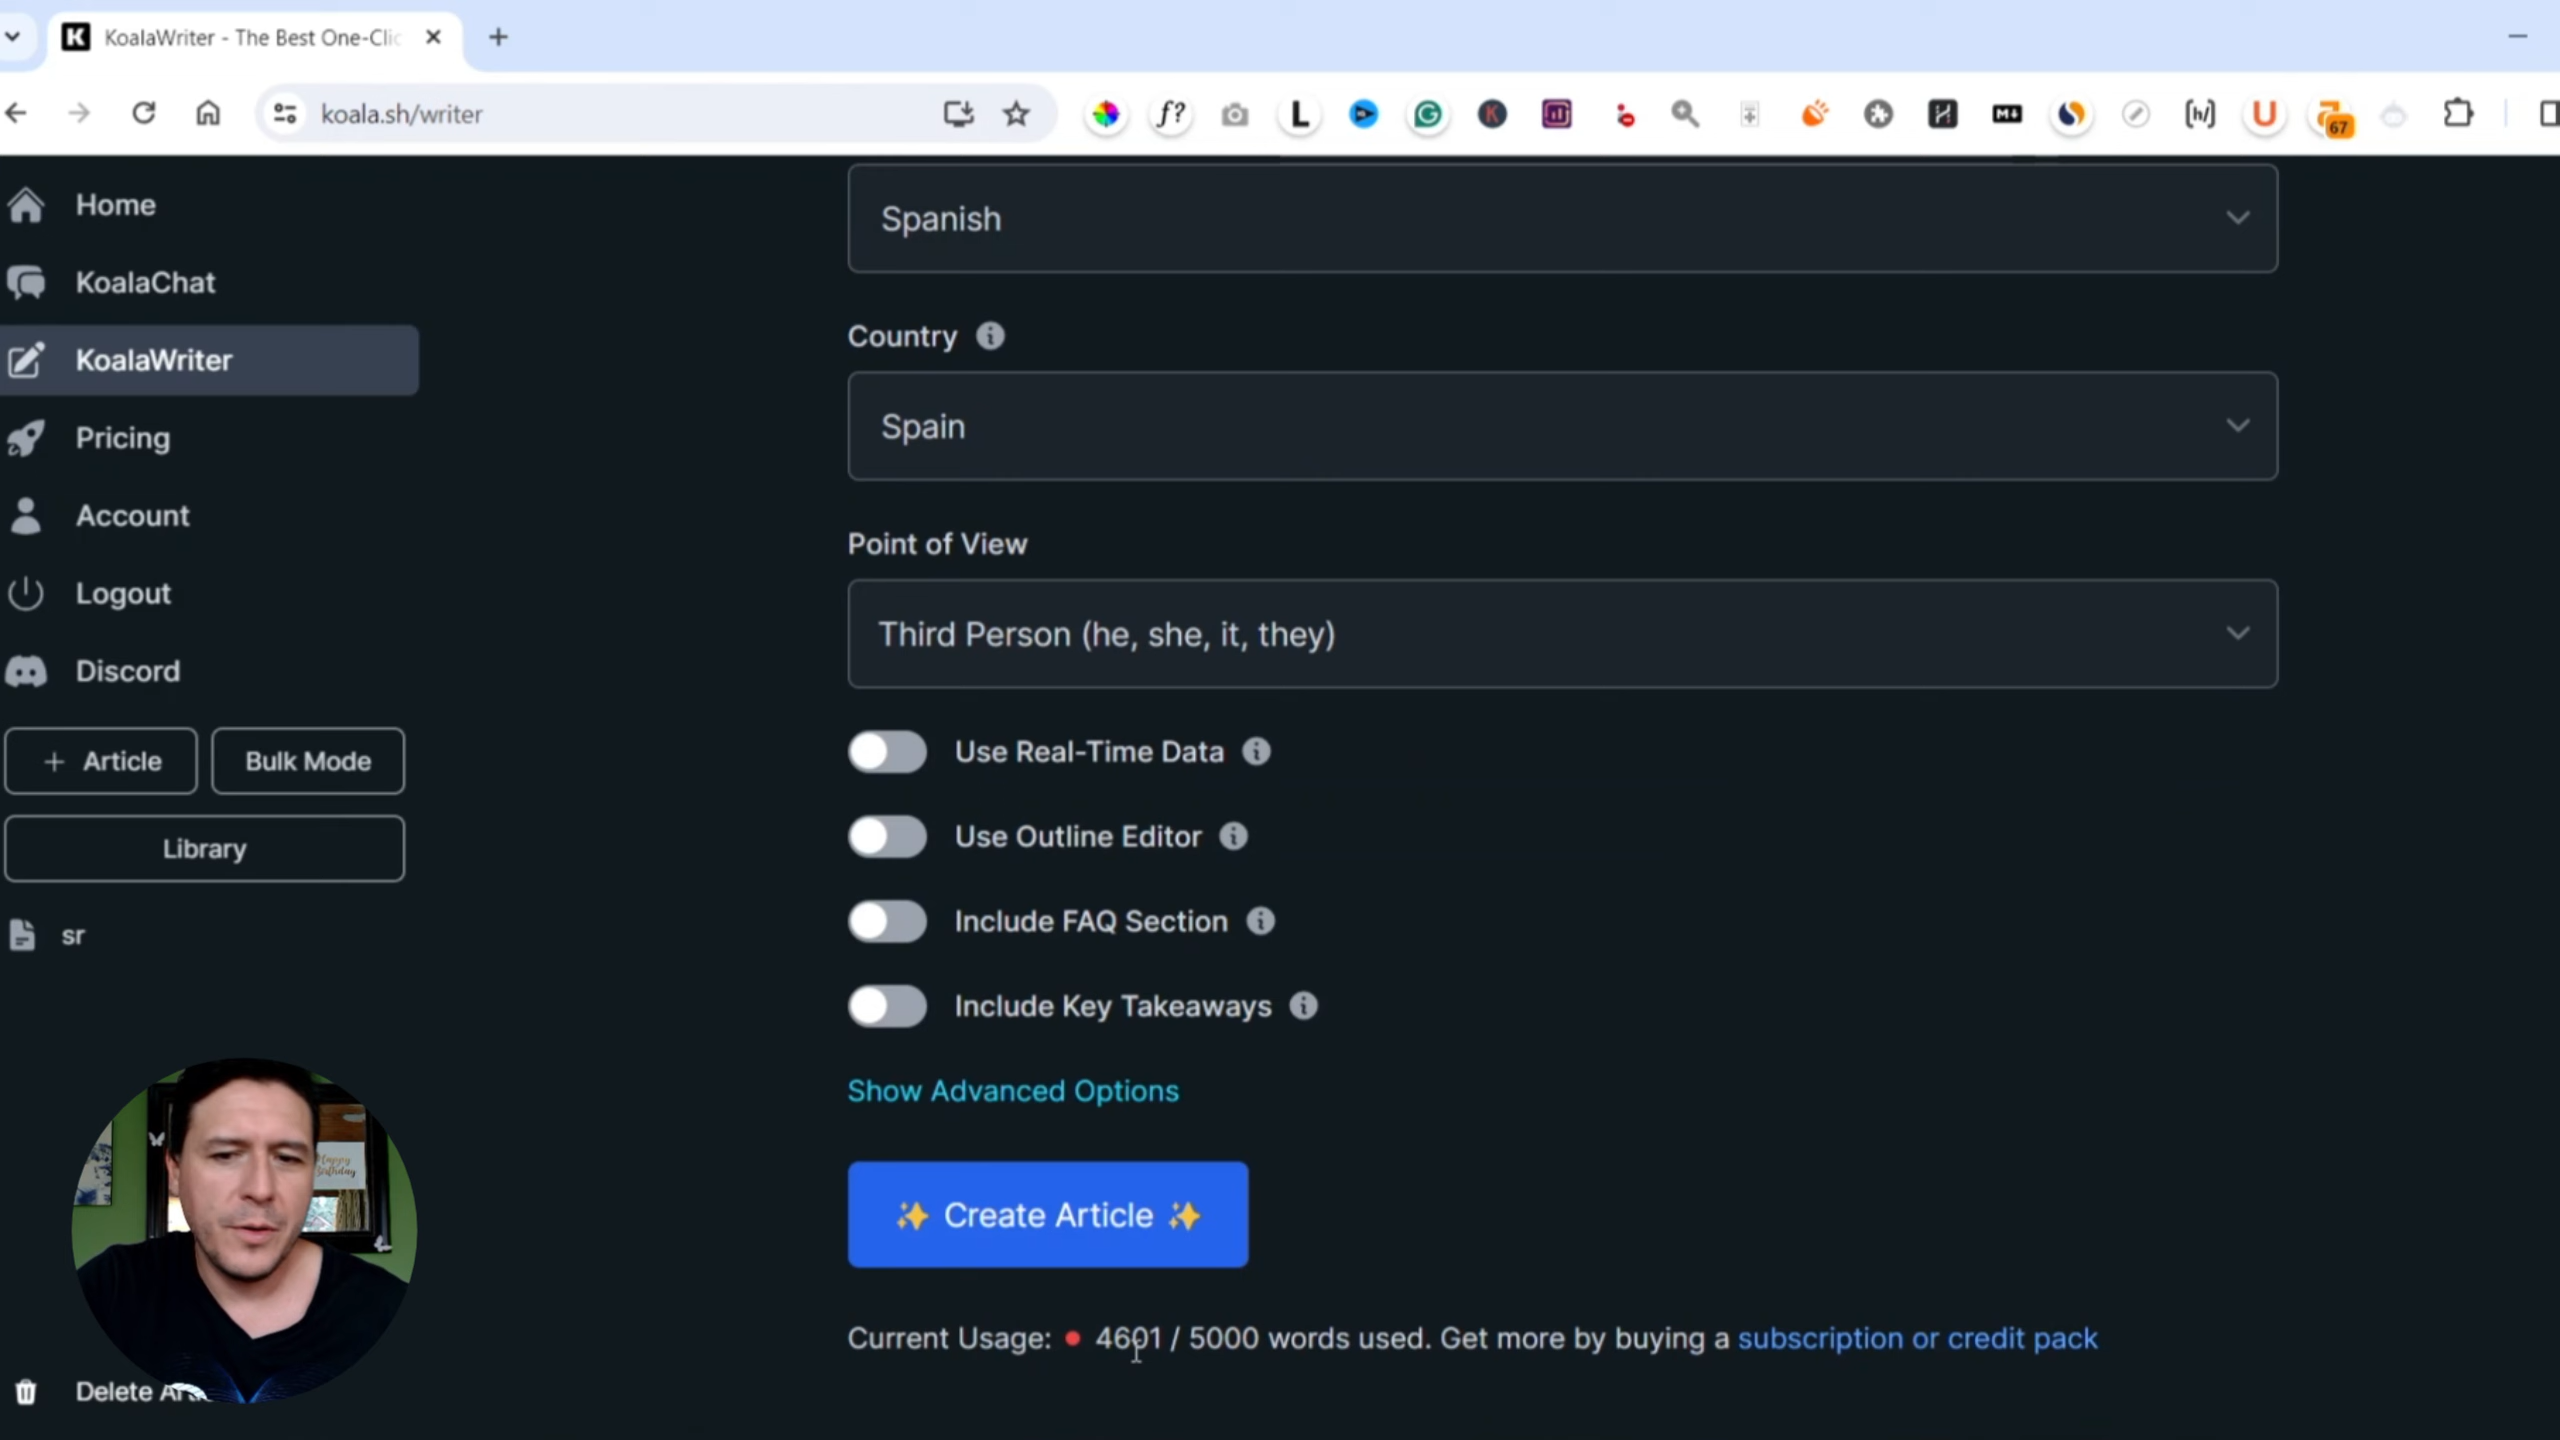 KoalaWriter - The Best One-Clic
koala.sh/writer
67
Home
KoalaChat
KoalaWriter
Pricing
Account
Logout
Discord
+ Article
Bulk Mode
Library
sr
Delete
Spanish
Country
Spain
Point of View
Third Person (he, she, it, they)
Use Real-Time Data
Use Outline Editor
Include FAQ Section
Include Key Takeaways
Show Advanced Options
✨ Create Article ✨
Current Usage: 4601 / 5000 words used. Get more by buying a subscription or credit pack
Happy
Birthday